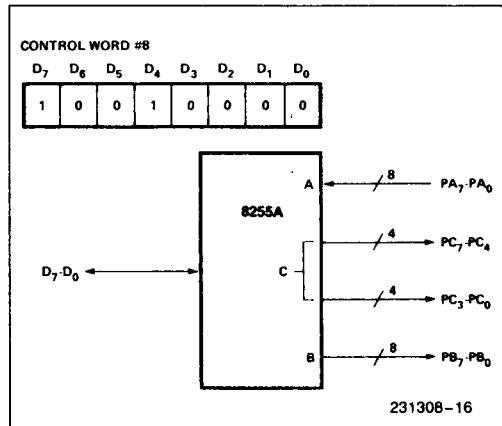 CONTROL WORD #8
D7 D6 D5 D4 D3 D2 D1 D0
1 0 0 1 0 0 0 0
A 8 PA7-PA0
8255A
4 PC7-PC4
D7-D0 C
4 PC3-PC0
B 8 PB7-PB0
231308-16